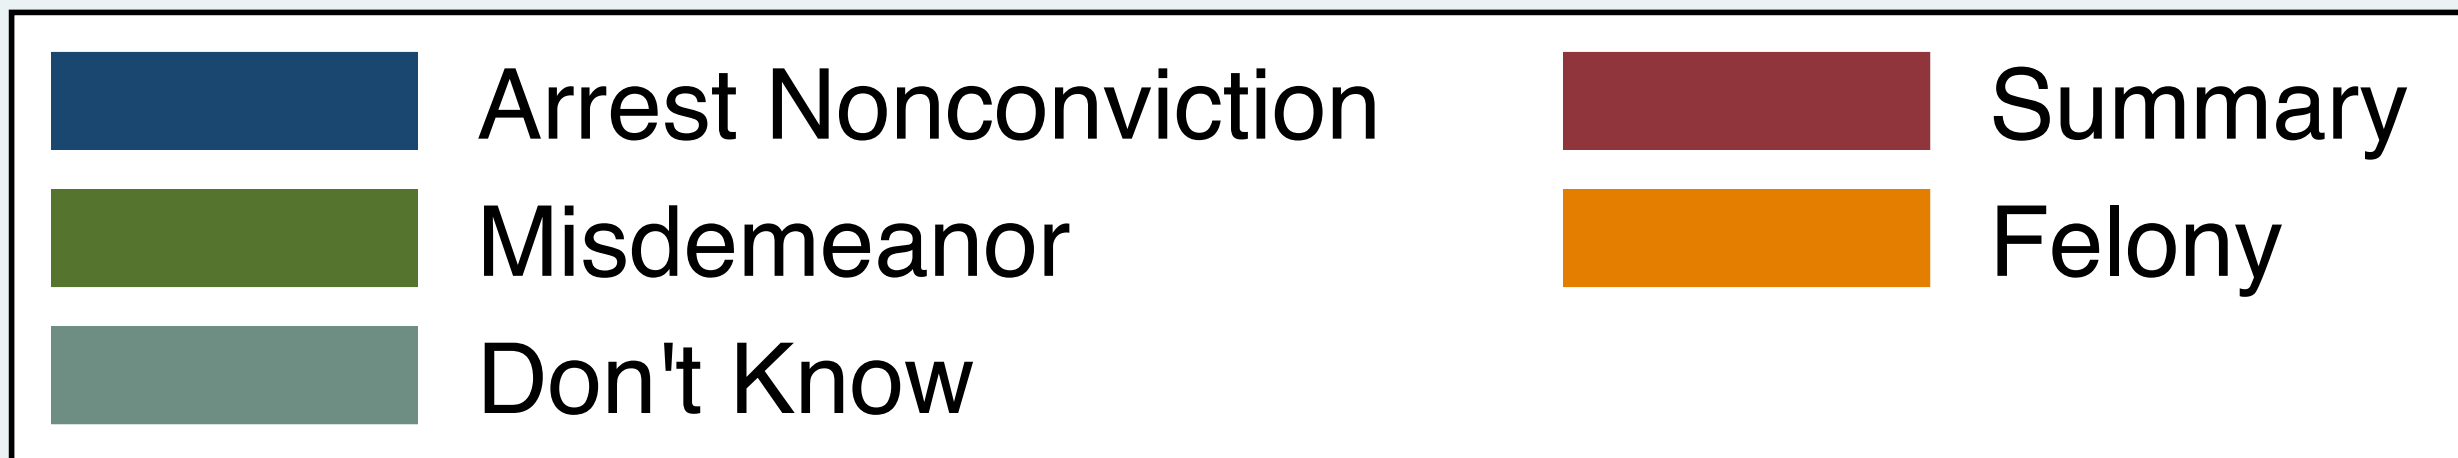 Arrest Nonconviction Summary
Misdemeanor Felony
Don't Know